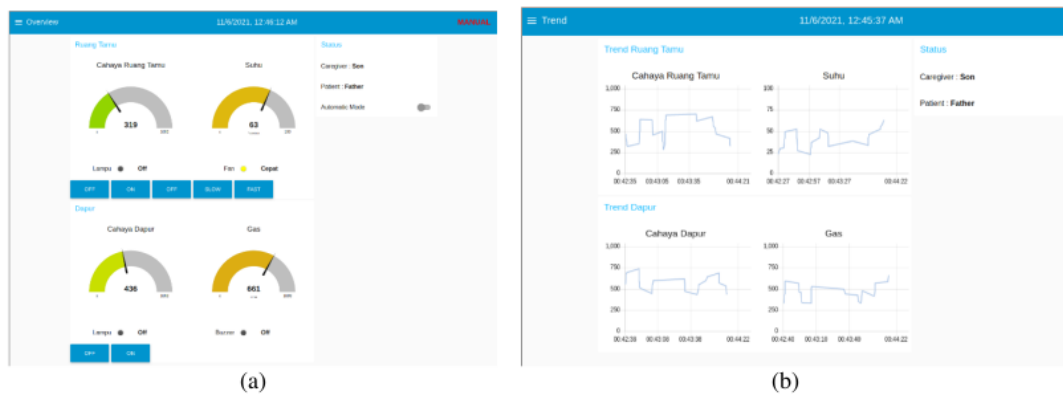 Overview 11/6/2021, 12:46:12 AM MANUAL
Ruang Tamu
Cahaya Ruang Tamu Suhu
319 63
Lampu Off Fan Cepat
OFF ON OFF SLOW FAST
Dapur
Cahaya Dapur Gas
436 661
Lampu Off Buzzer Off
OFF ON
Status
Caregiver : Son
Patient : Father
Automatic Mode
(a)
Trend 11/6/2021, 12:45:37 AM
Trend Ruang Tamu
Cahaya Ruang Tamu
1,000
750
500
250
0
00:42:35 00:43:05 00:43:35 00:44:21
Suhu
100
75
50
25
0
00:42:27 00:42:57 00:43:27 00:44:22
Trend Dapur
Cahaya Dapur
1,000
750
500
250
0
00:42:38 00:43:08 00:43:38 00:44:22
Gas
1,000
750
500
250
0
00:42:48 00:43:18 00:43:48 00:44:22
Status
Caregiver : Son
Patient : Father
(b)